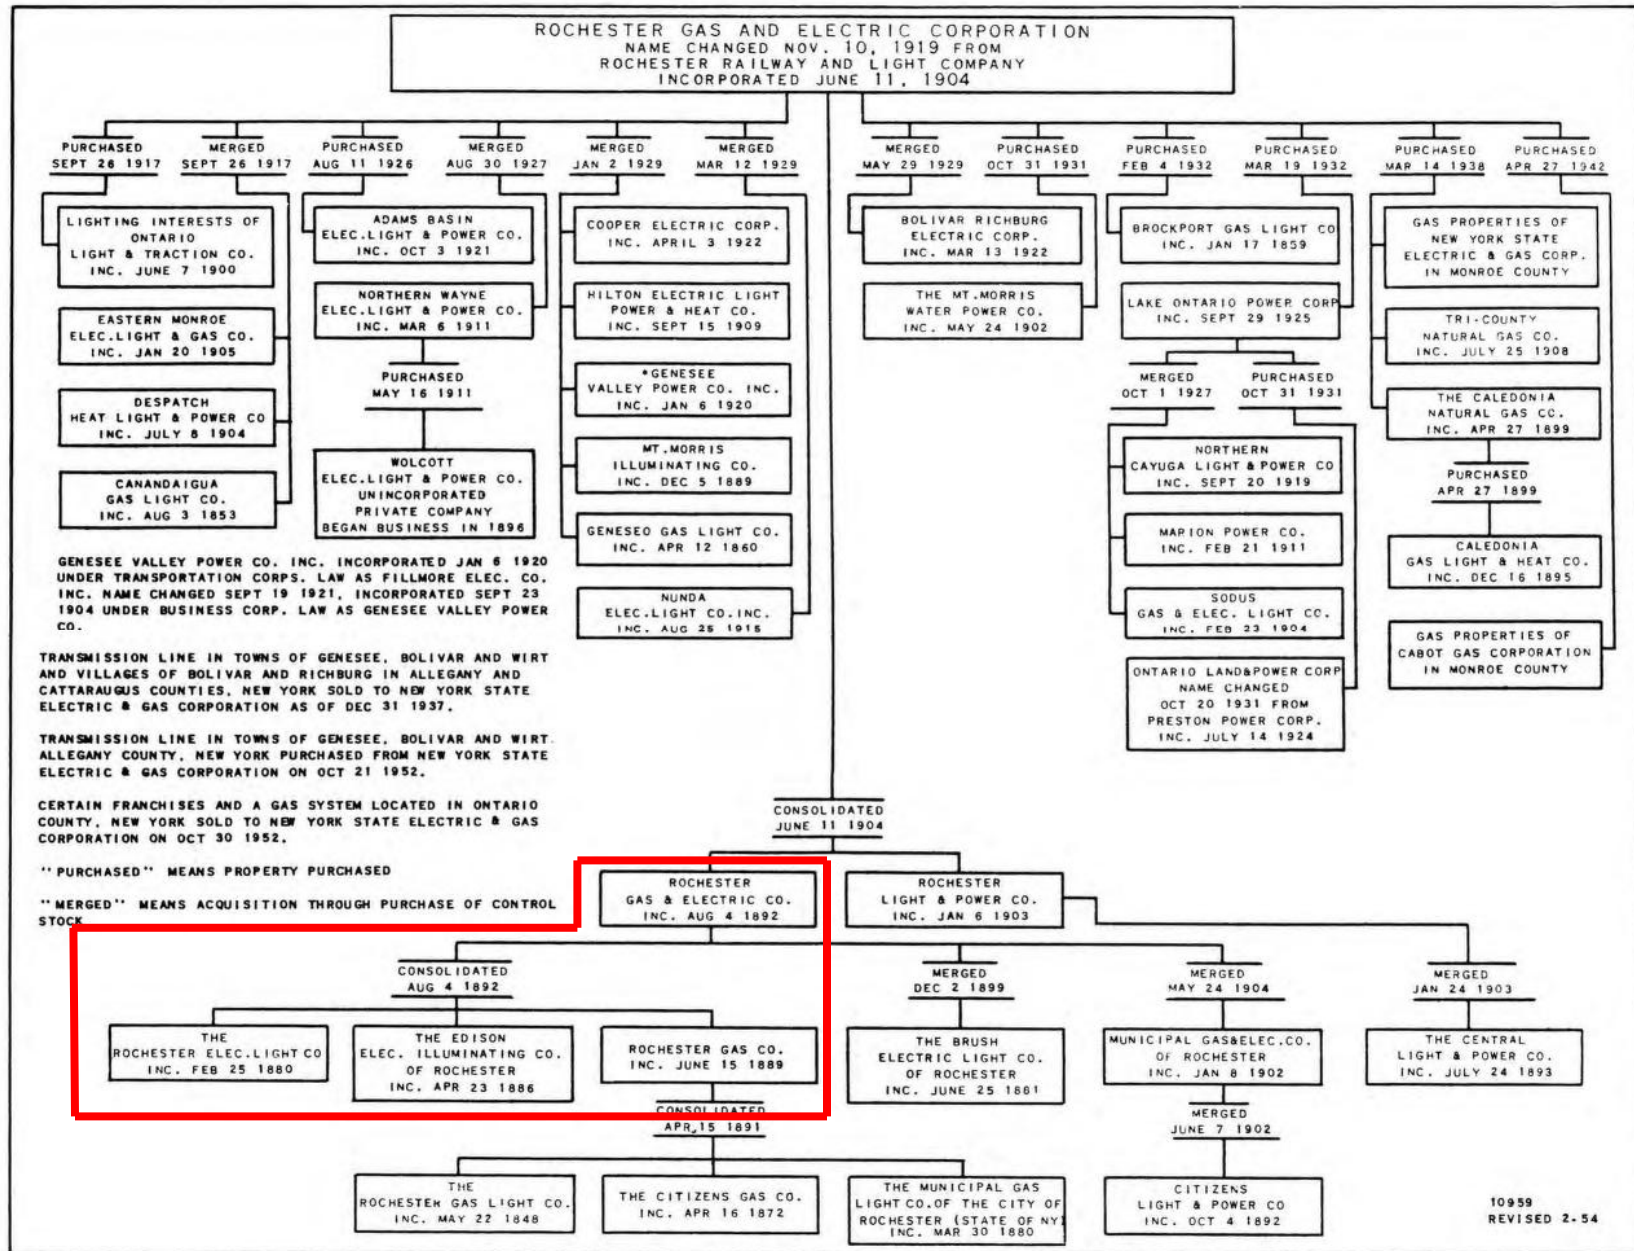 ROCHESTER GAS AND ELECTRIC CORPORATION
NAME CHANGED NOV. 10, 1919 FROM
ROCHESTER RAILWAY AND LIGHT COMPANY
INCORPORATED JUNE 11, 1904
PURCHASED
SEPT 26 1917
MERGED
SEPT 26 1917
PURCHASED
AUG 11 1926
MERGED
AUG 30 1927
MERGED
JAN 2 1929
MERGED
MAR 12 1929
MERGED
MAY 29 1929
PURCHASED
OCT 31 1931
PURCHASED
FEB 4 1932
PURCHASED
MAR 19 1932
PURCHASED
MAR 14 1938
PURCHASED
APR 27 1942
LIGHTING INTERESTS OF
ONTARIO
LIGHT & TRACTION CO.
INC. JUNE 7 1900
EASTERN MONROE
ELEC.LIGHT & GAS CO.
INC. JAN 20 1905
DESPATCH
HEAT LIGHT & POWER CO
INC. JULY 8 1904
CANANDAIGUA
GAS LIGHT CO.
INC. AUG 3 1853
ADAMS BASIN
ELEC.LIGHT & POWER CO.
INC. OCT 3 1921
NORTHERN WAYNE
ELEC.LIGHT & POWER CO.
INC. MAR 6 1911
PURCHASED
MAY 16 1911
WOLCOTT
ELEC.LIGHT & POWER CO.
UNINCORPORATED
PRIVATE COMPANY
BEGAN BUSINESS IN 1896
COOPER ELECTRIC CORP.
INC. APRIL 3 1922
HILTON ELECTRIC LIGHT
POWER & HEAT CO.
INC. SEPT 15 1909
*GENESEE
VALLEY POWER CO. INC.
INC. JAN 6 1920
MT.MORRIS
ILLUMINATING CO.
INC. DEC 5 1889
GENESEO GAS LIGHT CO.
INC. APR 12 1860
NUNDA
ELEC.LIGHT CO.INC.
INC. AUG 25 1915
BOLIVAR RICHBURG
ELECTRIC CORP.
INC. MAR 13 1922
THE MT.MORRIS
WATER POWER CO.
INC. MAY 24 1902
BROCKPORT GAS LIGHT CO
INC. JAN 17 1859
LAKE ONTARIO POWER CORP
INC. SEPT 29 1925
MERGED
OCT 1 1927
PURCHASED
OCT 31 1931
NORTHERN
CAYUGA LIGHT & POWER CO
INC. SEPT 20 1919
MARION POWER CO.
INC. FEB 21 1911
SODUS
GAS & ELEC. LIGHT CO.
INC. FEB 23 1904
ONTARIO LAND&POWER CORP
NAME CHANGED
OCT 20 1931 FROM
PRESTON POWER CORP.
INC. JULY 14 1924
GAS PROPERTIES OF
NEW YORK STATE
ELECTRIC & GAS CORP.
IN MONROE COUNTY
TRI-COUNTY
NATURAL GAS CO.
INC. JULY 25 1908
THE CALEDONIA
NATURAL GAS CO.
INC. APR 27 1899
PURCHASED
APR 27 1899
CALEDONIA
GAS LIGHT & HEAT CO.
INC. DEC 16 1895
GAS PROPERTIES OF
CABOT GAS CORPORATION
IN MONROE COUNTY
GENESEE VALLEY POWER CO. INC. INCORPORATED JAN 6 1920
UNDER TRANSPORTATION CORPS. LAW AS FILLMORE ELEC. CO.
INC. NAME CHANGED SEPT 19 1921, INCORPORATED SEPT 23
1904 UNDER BUSINESS CORP. LAW AS GENESEE VALLEY POWER
CO.
TRANSMISSION LINE IN TOWNS OF GENESEE, BOLIVAR AND WIRT
AND VILLAGES OF BOLIVAR AND RICHBURG IN ALLEGANY AND
CATTARAUGUS COUNTIES, NEW YORK SOLD TO NEW YORK STATE
ELECTRIC & GAS CORPORATION AS OF DEC 31 1937.
TRANSMISSION LINE IN TOWNS OF GENESEE, BOLIVAR AND WIRT
ALLEGANY COUNTY, NEW YORK PURCHASED FROM NEW YORK STATE
ELECTRIC & GAS CORPORATION ON OCT 21 1952.
CERTAIN FRANCHISES AND A GAS SYSTEM LOCATED IN ONTARIO
COUNTY, NEW YORK SOLD TO NEW YORK STATE ELECTRIC & GAS
CORPORATION ON OCT 30 1952.
"PURCHASED" MEANS PROPERTY PURCHASED
"MERGED" MEANS ACQUISITION THROUGH PURCHASE OF CONTROL
STOCK
CONSOLIDATED
JUNE 11 1904
ROCHESTER
GAS & ELECTRIC CO.
INC. AUG 4 1892
ROCHESTER
LIGHT & POWER CO.
INC. JAN 6 1903
CONSOLIDATED
AUG 4 1892
MERGED
DEC 2 1899
MERGED
MAY 24 1904
MERGED
JAN 24 1903
THE
ROCHESTER ELEC.LIGHT CO
INC. FEB 25 1880
THE EDISON
ELEC. ILLUMINATING CO.
OF ROCHESTER
INC. APR 23 1886
ROCHESTER GAS CO.
INC. JUNE 15 1889
THE BRUSH
ELECTRIC LIGHT CO.
OF ROCHESTER
INC. JUNE 25 1881
MUNICIPAL GAS&ELEC.CO.
OF ROCHESTER
INC. JAN 8 1902
THE CENTRAL
LIGHT & POWER CO.
INC. JULY 24 1893
CONSOLIDATED
APR 15 1891
MERGED
JUNE 7 1902
THE
ROCHESTER GAS LIGHT CO.
INC. MAY 22 1848
THE CITIZENS GAS CO.
INC. APR 16 1872
THE MUNICIPAL GAS
LIGHT CO.OF THE CITY OF
ROCHESTER (STATE OF NY)
INC. MAR 30 1880
CITIZENS
LIGHT & POWER CO
INC. OCT 4 1892
10959
REVISED 2-54